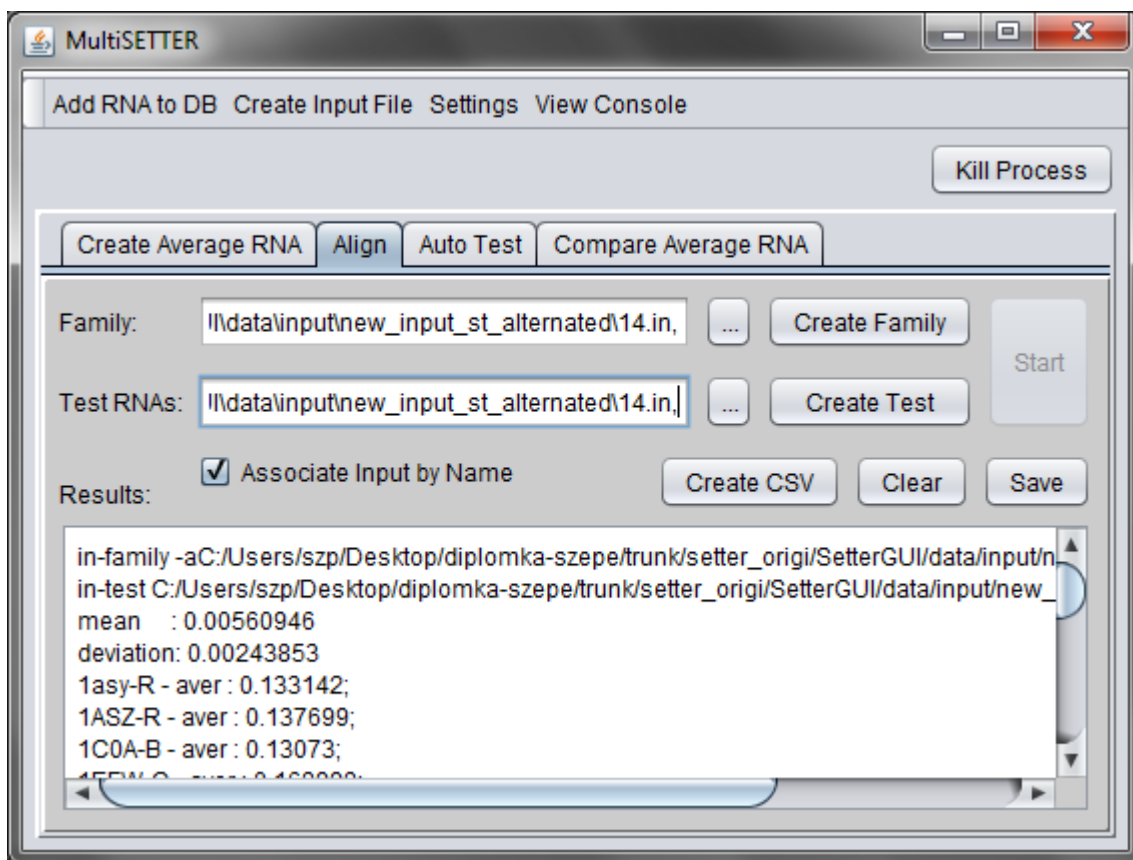 MultiSETTER
Add RNA to DB Create Input File Settings View Console
Kill Process
Create Average RNA Align Auto Test Compare Average RNA
Family: \data\input\new_input_st_alternated\14.in, ... Create Family
Start
Test RNAs: \data\input\new_input_st_alternated\14.in, ... Create Test
Associate Input by Name
Results: Create CSV Clear Save
in-family -aC:/Users/szp/Desktop/diplomka-szepe/trunk/setter_origi/SetterGUI/data/input/n
in-test C:/Users/szp/Desktop/diplomka-szepe/trunk/setter_origi/SetterGUI/data/input/new_
mean : 0.00560946
deviation: 0.00243853
1asy-R - aver : 0.133142;
1ASZ-R - aver : 0.137699;
1C0A-B - aver : 0.13073;